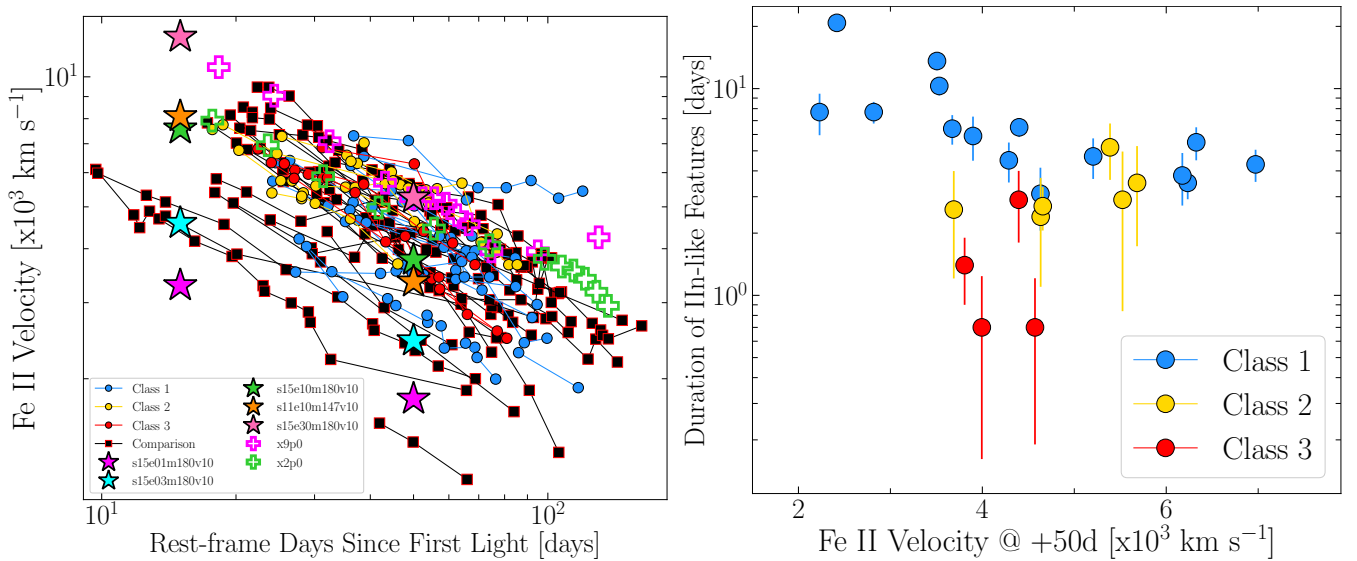 Fe II Velocity [x10³ km s⁻¹]
10¹
10¹
10²
Rest-frame Days Since First Light [days]
Class 1
Class 2
Class 3
Comparison
s15e01m180v10
s15e03m180v10
s15e10m180v10
s11e10m147v10
s15e30m180v10
x9p0
x2p0
Duration of IIn-like Features [days]
10¹
10⁰
2
4
6
Fe II Velocity @ +50d [x10³ km s⁻¹]
Class 1
Class 2
Class 3